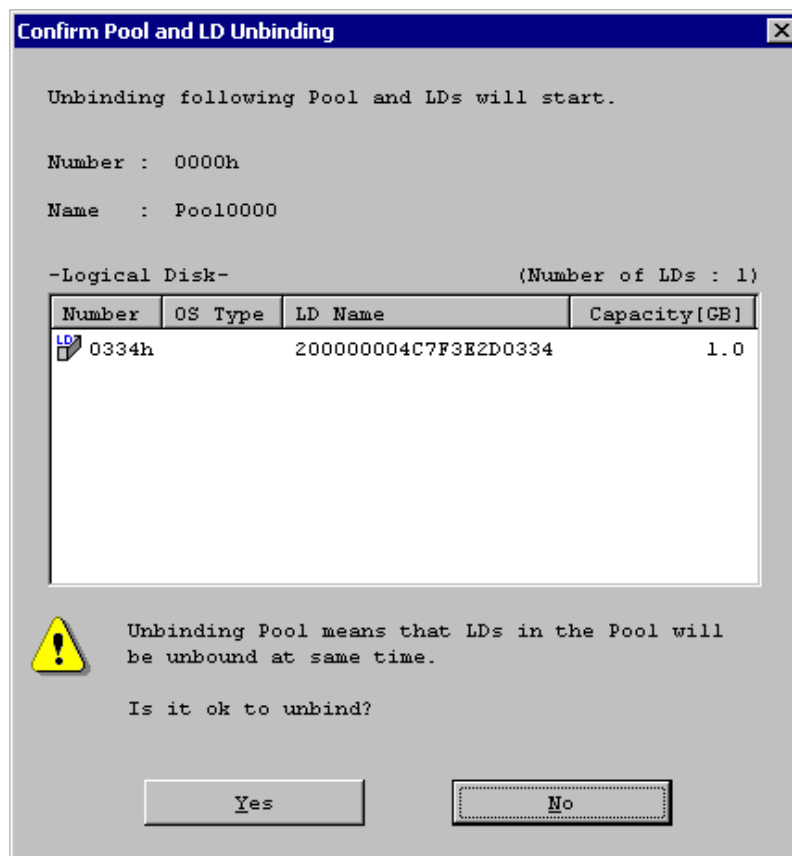 Confirm Pool and LD Unbinding
Unbinding following Pool and LDs will start.
Number : 0000h
Name : Pool0000
-Logical Disk- (Number of LDs : 1)
Number OS Type LD Name Capacity[GB]
LD 0334h 200000004C7F3E2D0334 1.0
Unbinding Pool means that LDs in the Pool will
be unbound at same time.
Is it ok to unbind?
Yes No